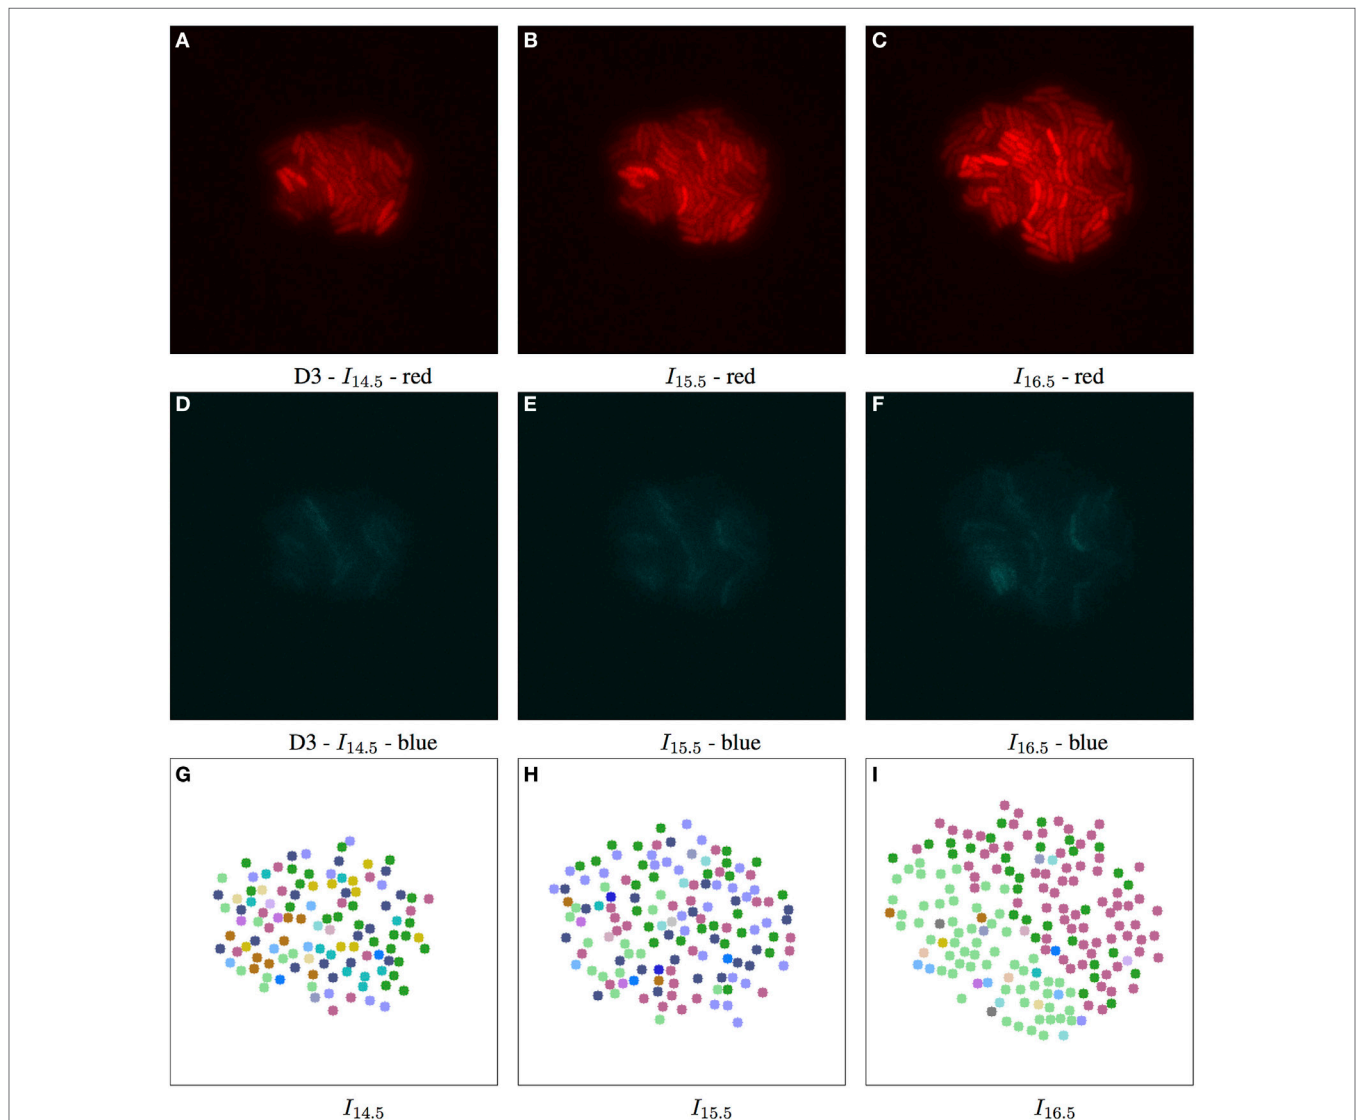 A B C
D3 - I14.5 - red I15.5 - red I16.5 - red
D E F
D3 - I14.5 - blue I15.5 - blue I16.5 - blue
G H I
I14.5 I15.5 I16.5